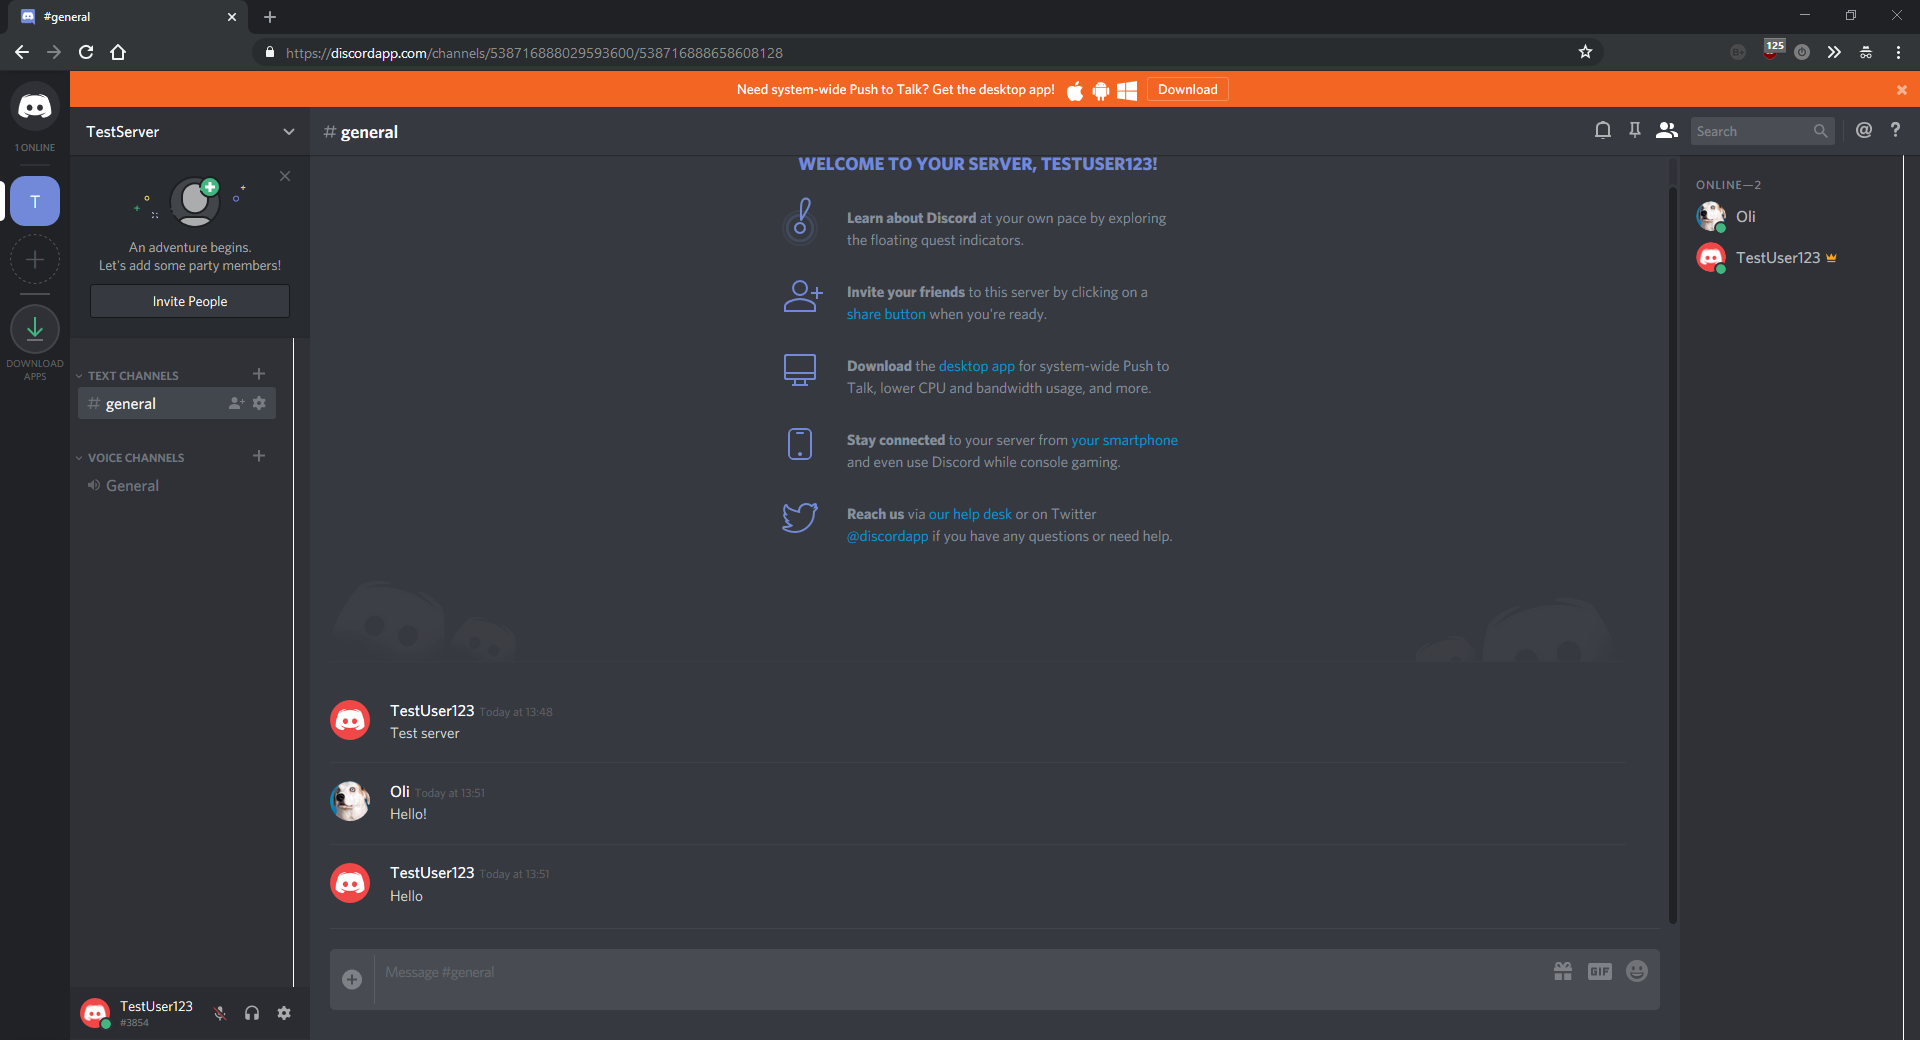 #general
https://discordapp.com/channels/538716888029593600/538716888658608128
125
Need system-wide Push to Talk? Get the desktop app!
Download
1 ONLINE
T
DOWNLOAD
APPS
TestServer
An adventure begins.
Let's add some party members!
Invite People
TEXT CHANNELS
# general
VOICE CHANNELS
General
TestUser123
#3854
# general
Search
@
?
WELCOME TO YOUR SERVER, TESTUSER123!
Learn about Discord at your own pace by exploring
the floating quest indicators.
Invite your friends to this server by clicking on a
share button when you're ready.
Download the desktop app for system-wide Push to
Talk, lower CPU and bandwidth usage, and more.
Stay connected to your server from your smartphone
and even use Discord while console gaming.
Reach us via our help desk or on Twitter
@discordapp if you have any questions or need help.
TestUser123 Today at 13:48
Test server
Oli Today at 13:51
Hello!
TestUser123 Today at 13:51
Hello
Message #general
GIF
ONLINE—2
Oli
TestUser123